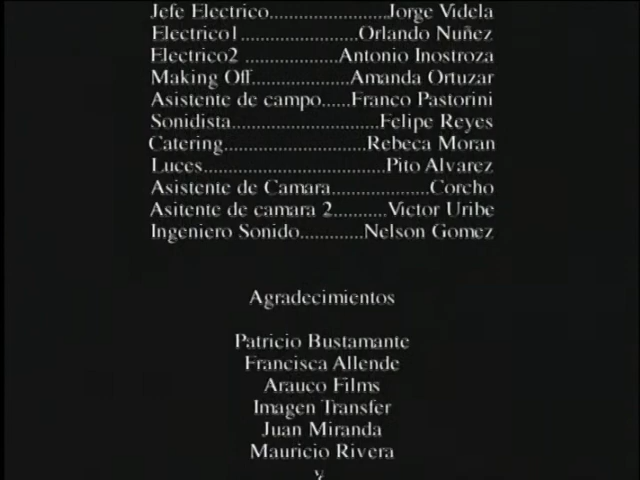 Jefe Electrico........................Jorge Videla
Electrico1.......................Orlando Nuñez
Electrico2 ..................Antonio Inostroza
Making Off...................Amanda Ortuzar
Asistente de campo......Franco Pastorini
Sonidista.............................Felipe Reyes
Catering............................Rebeca Moran
Luces....................................Pito Alvarez
Asistente de Camara...................Corcho
Asitente de camara 2..........Victor Uribe
Ingeniero Sonido............Nelson Gomez
Agradecimientos
Patricio Bustamante
Francisca Allende
Arauco Films
Imagen Transfer
Juan Miranda
Mauricio Rivera
y